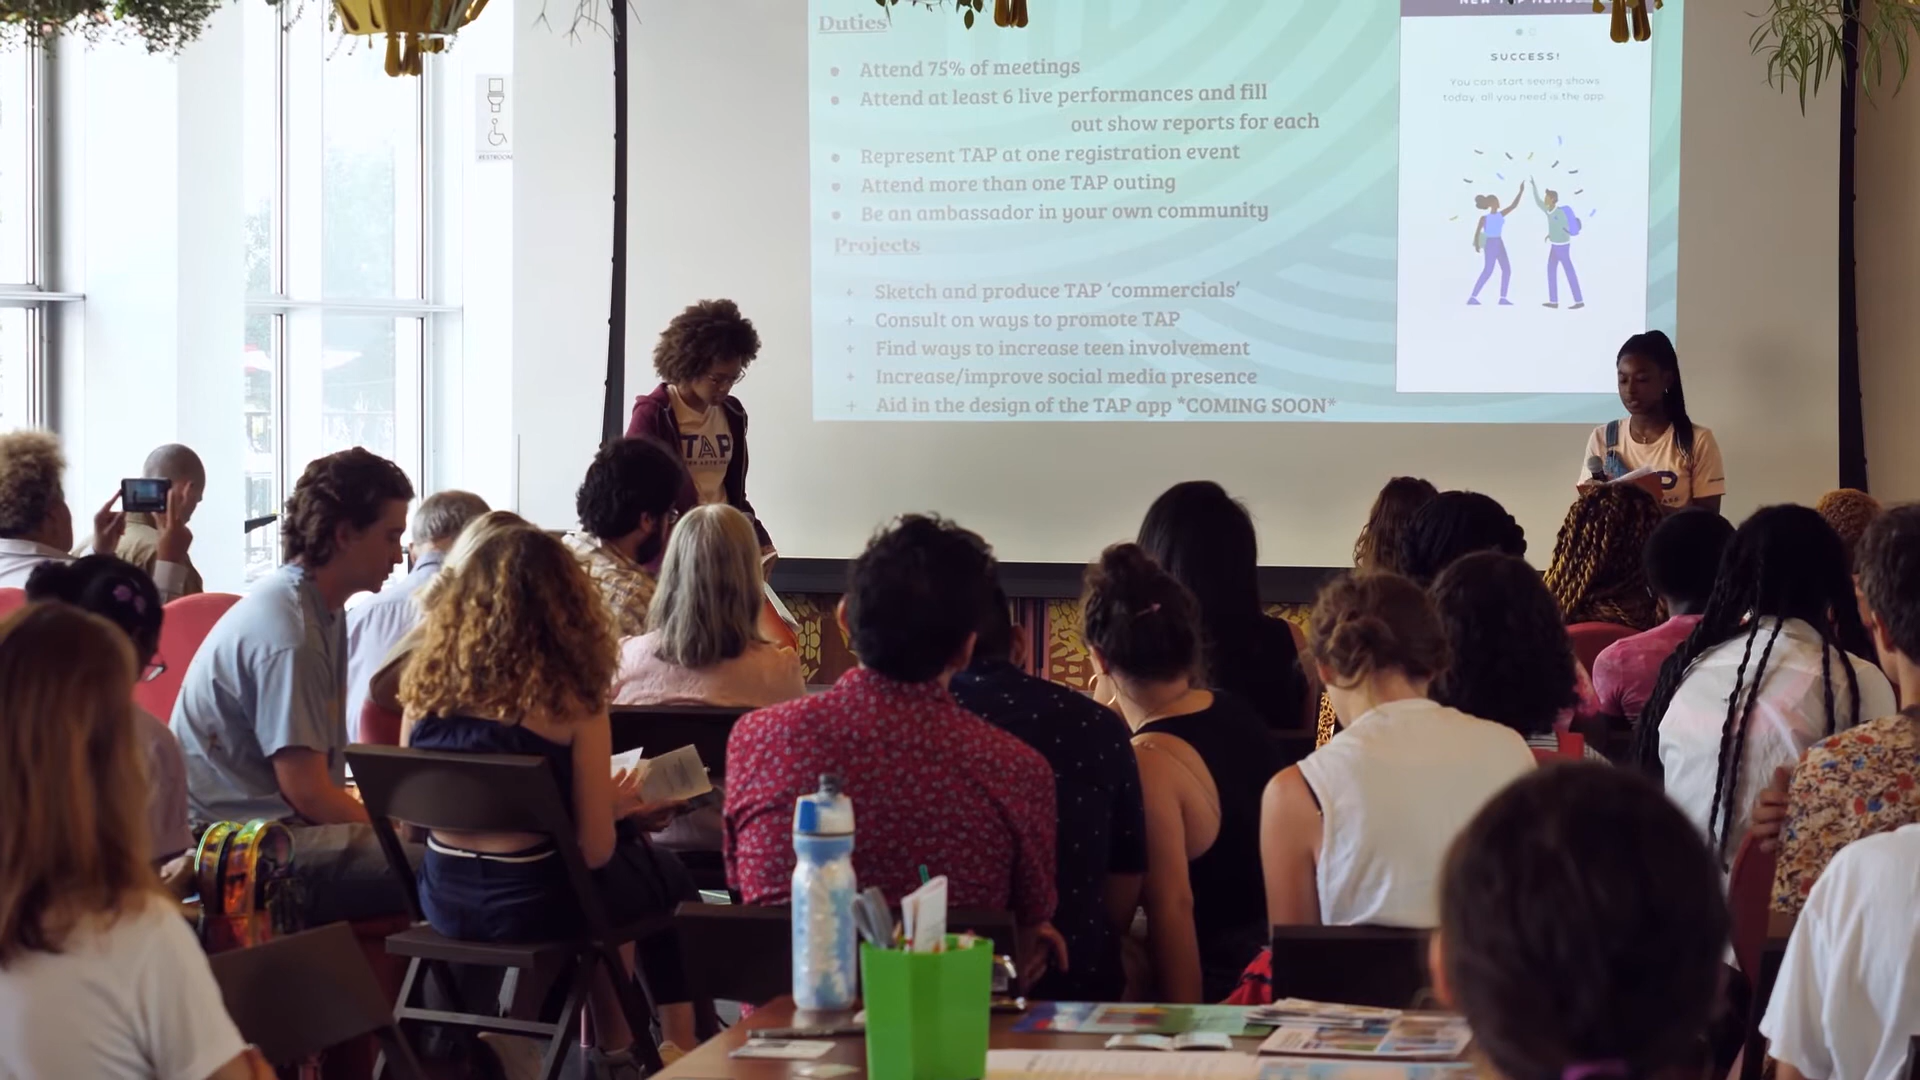 Duties
Attend 75% of meetings
Attend at least 6 live performances and fill
out show reports for each
Represent TAP at one registration event
Attend more than one TAP outing
Be an ambassador in your own community
Projects
+ Sketch and produce TAP 'commercials'
+ Consult on ways to promote TAP
+ Find ways to increase teen involvement
+ Increase/improve social media presence
+ Aid in the design of the TAP app *COMING SOON*
SUCCESS!
You can start seeing shows
today, all you need is the app.
RESTROOM
TAP